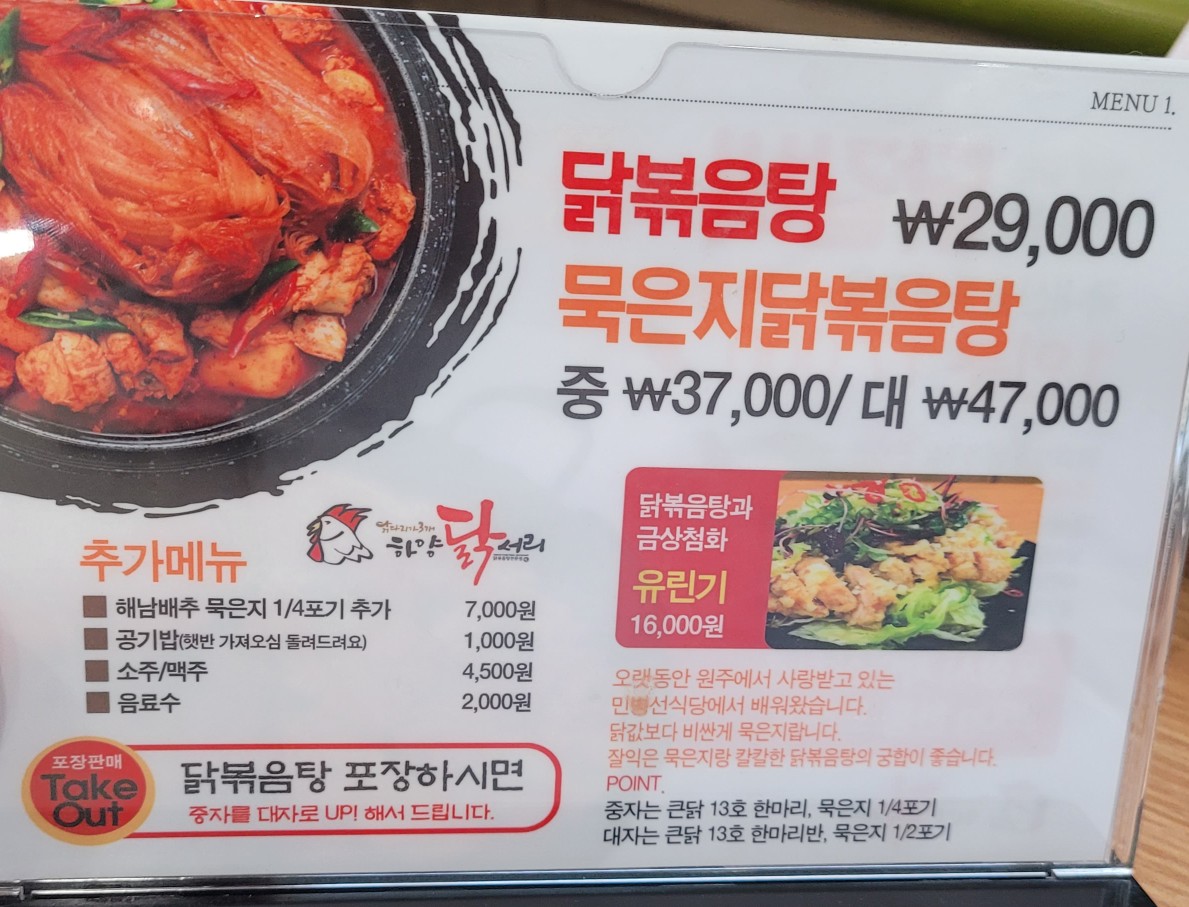 MENU 1.
닭볶음탕 ₩29,000
묵은지닭볶음탕
중 ₩37,000/ 대 ₩47,000
닭다리가3개
하얀 닭서리
추가메뉴
해남배추 묵은지 1/4포기 추가 7,000원
공기밥(햇반 가져오심 돌려드려요) 1,000원
소주/맥주 4,500원
음료수 2,000원
포장판매
Take
Out
닭볶음탕 포장하시면
중자를 대자로 UP! 해서 드립니다.
닭볶음탕과
금상첨화
유린기
16,000원
오랫동안 원주에서 사랑받고 있는
선식당에서 배워왔습니다.
닭값보다 비싼게 묵은지랍니다.
잘익은 묵은지랑 칼칼한 닭볶음탕의 궁합이 좋습니다.
POINT.
중자는 큰닭 13호 한마리, 묵은지 1/4포기
대자는 큰닭 13호 한마리반, 묵은지 1/2포기